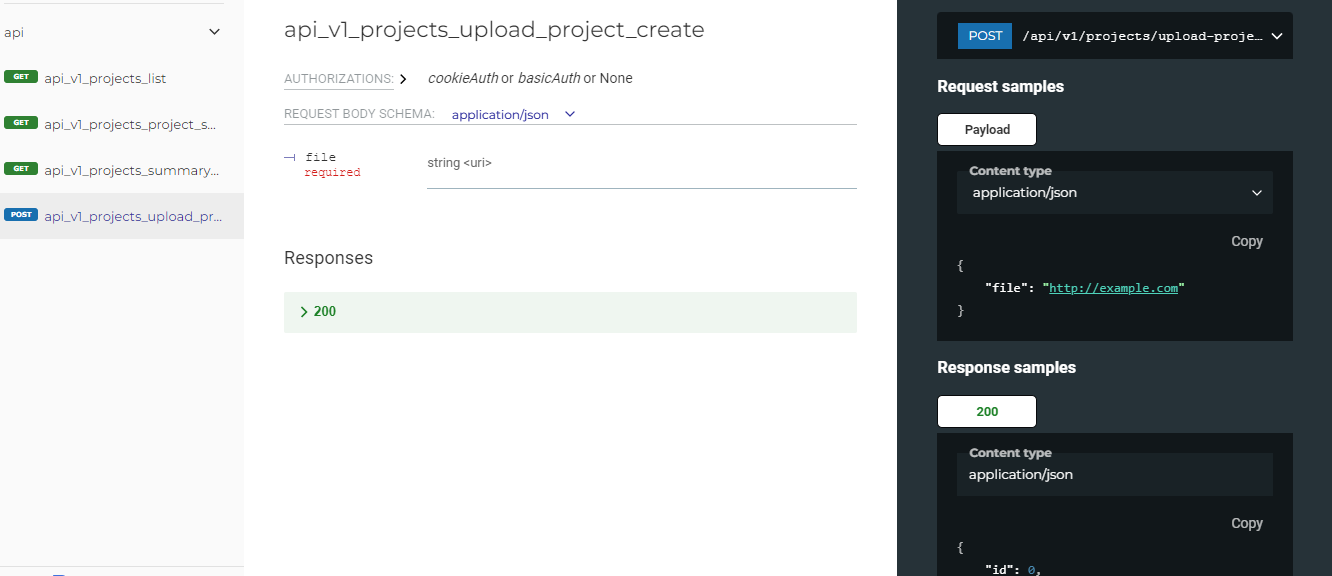 api
GET api_v1_projects_list
GET api_v1_projects_project_s...
GET api_v1_projects_summary...
POST api_v1_projects_upload_pr...
api_v1_projects_upload_project_create
AUTHORIZATIONS: cookieAuth or basicAuth or None
REQUEST BODY SCHEMA: application/json
file string <uri>
required
Responses
200
POST /api/v1/projects/upload-proje…
Request samples
Payload
Content type
application/json
Copy
{
"file": "http://example.com"
}
Response samples
200
Content type
application/json
Copy
{
"id": 0,